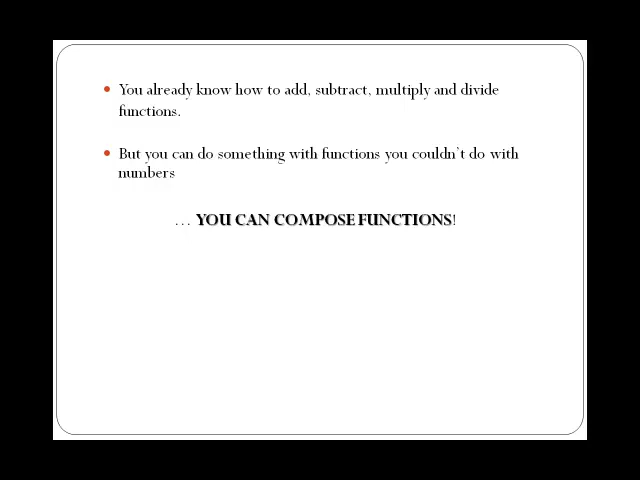 • You already know how to add, subtract, multiply and divide
functions.
• But you can do something with functions you couldn't do with
numbers
… YOU CAN COMPOSE FUNCTIONS!